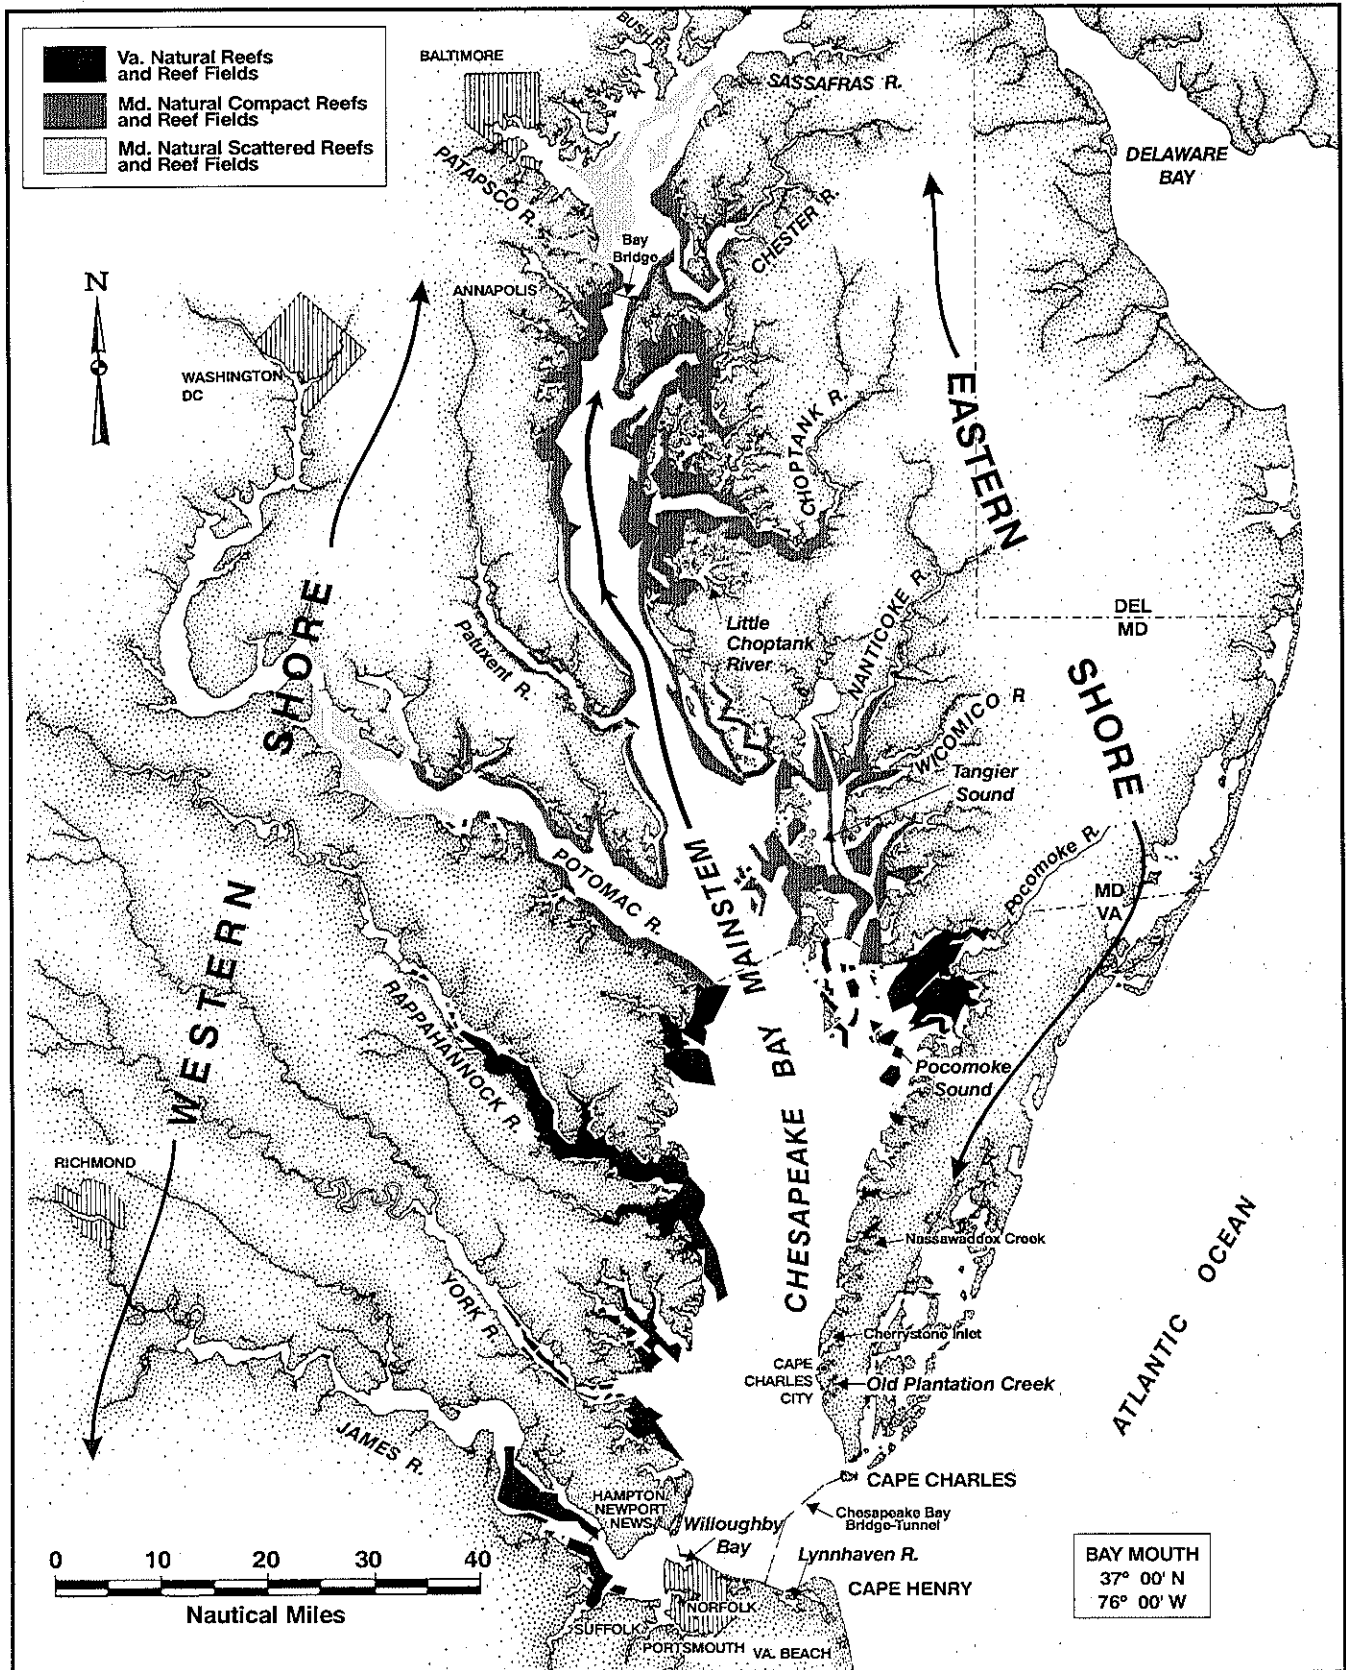 Va. Natural Reefs
and Reef Fields
Md. Natural Compact Reefs
and Reef Fields
Md. Natural Scattered Reefs
and Reef Fields
BALTIMORE
BUSH
SASSAFRAS R.
DELAWARE
BAY
PATAPSCO R.
CHESTER R.
Bay
Bridge
N
ANNAPOLIS
WASHINGTON
DC
EASTERN
SHORE
CHOPTANK R.
NANTICOKE R.
DEL
MD
Little
Choptank
River
Patuxent R.
WICOMICO R
Tangier
Sound
WESTERN
SHORE
POTOMAC R.
MAINSTEM
Pocomoke R.
MD
VA
RAPPAHANNOCK R.
CHESAPEAKE BAY
Pocomoke
Sound
RICHMOND
Nassawaddox Creek
ATLANTIC OCEAN
YORK R.
Cherrystone Inlet
CAPE
CHARLES
CITY
Old Plantation Creek
JAMES R.
CAPE CHARLES
HAMPTON
NEWPORT
NEWS
Chesapeake Bay
Bridge-Tunnel
Willoughby
Bay
Lynnhaven R.
CAPE HENRY
0 10 20 30 40
Nautical Miles
NORFOLK
SUFFOLK
PORTSMOUTH
VA. BEACH
BAY MOUTH
37° 00' N
76° 00' W